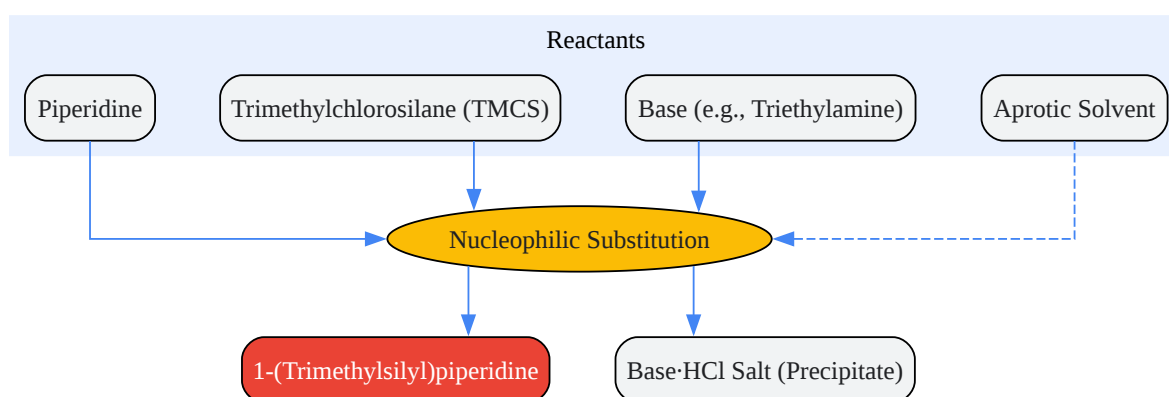 Reactants
Piperidine
Trimethylchlorosilane (TMCS)
Base (e.g., Triethylamine)
Aprotic Solvent
Nucleophilic Substitution
1-(Trimethylsilyl)piperidine
Base·HCl Salt (Precipitate)